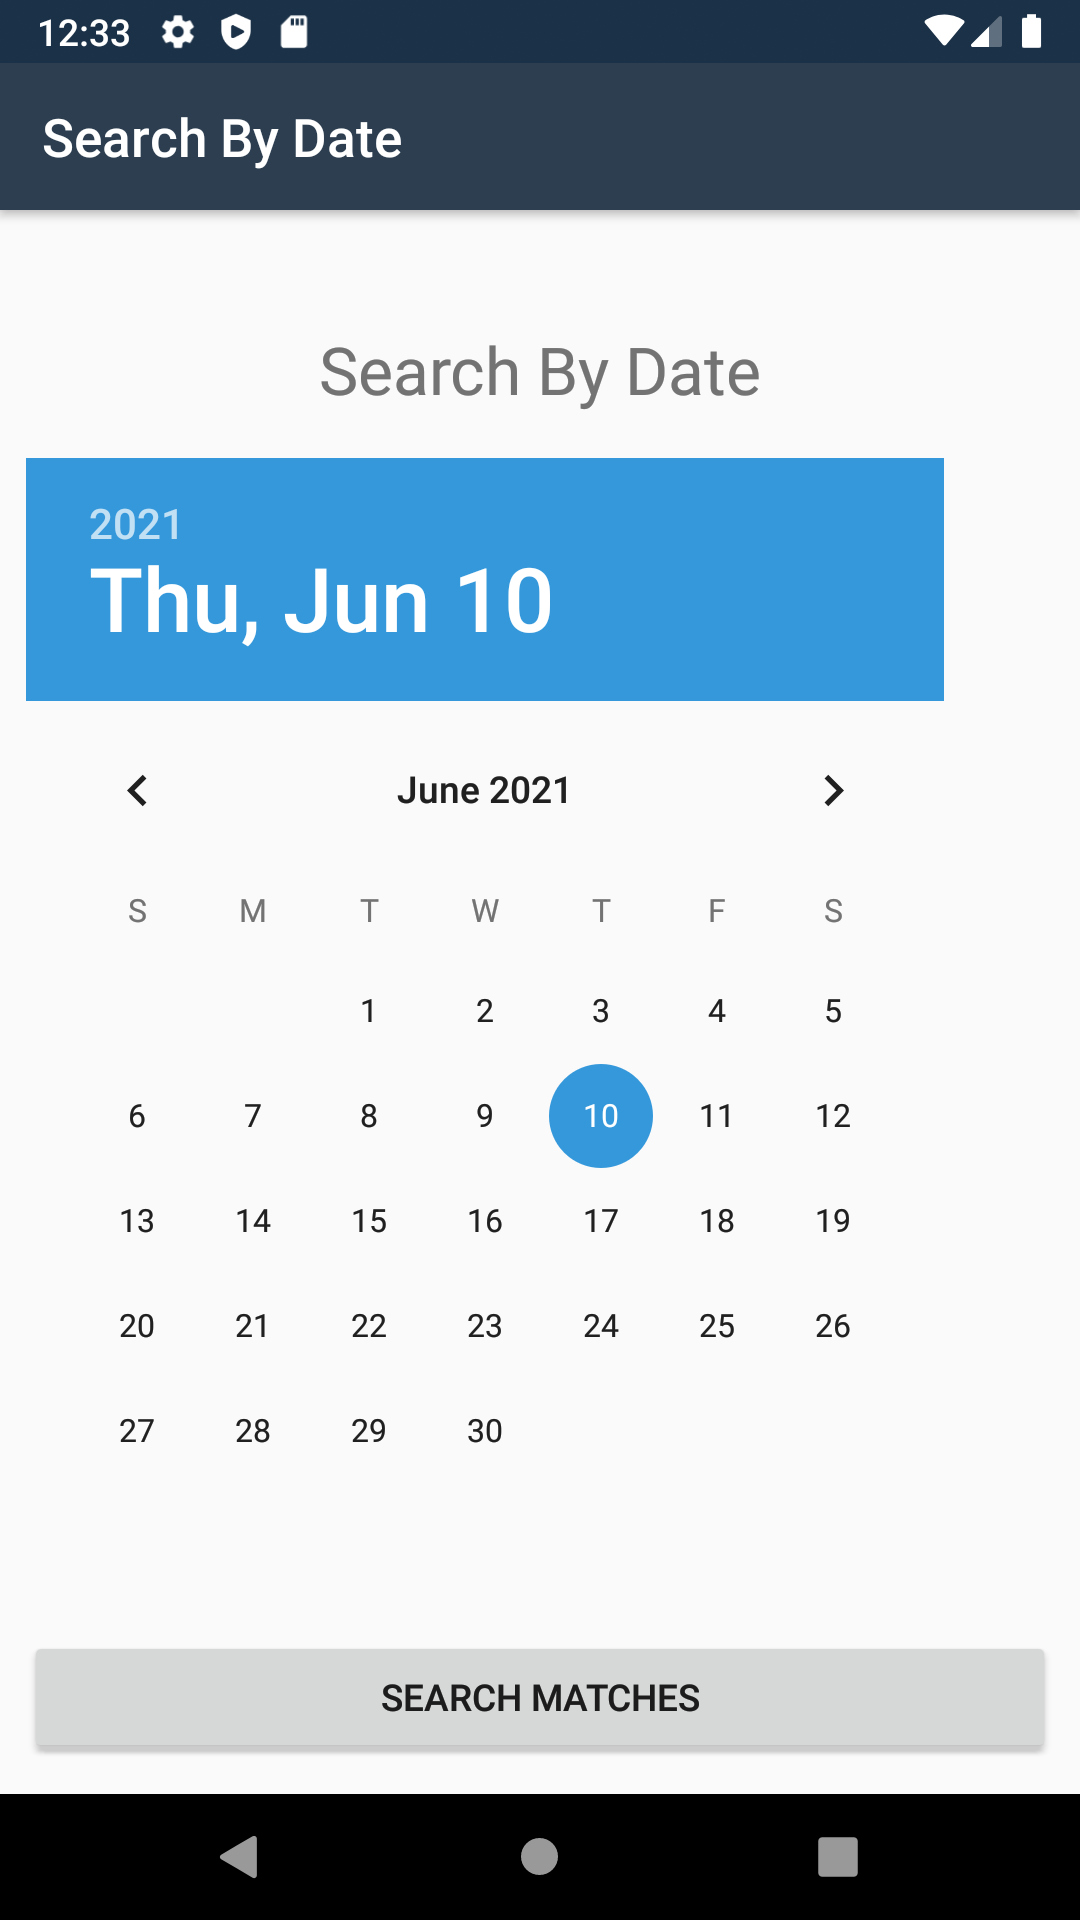 12:33
Search By Date
Search By Date
2021
Thu, Jun 10
June 2021
S M T W T F S
1 2 3 4 5
6 7 8 9 10 11 12
13 14 15 16 17 18 19
20 21 22 23 24 25 26
27 28 29 30
SEARCH MATCHES